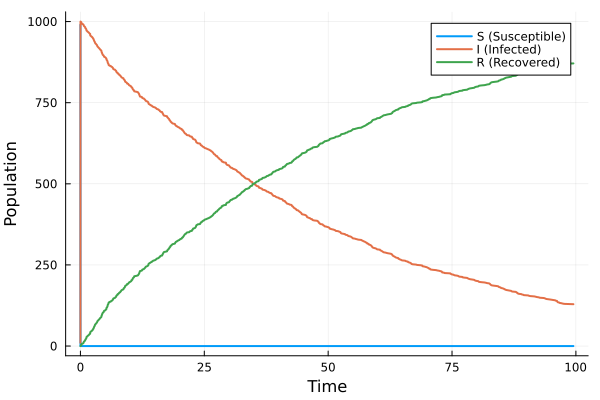 1000
S (Susceptible)
I (Infected)
R (Recovered)
750
500
250
0
0 25 50 75 100
Time
Population